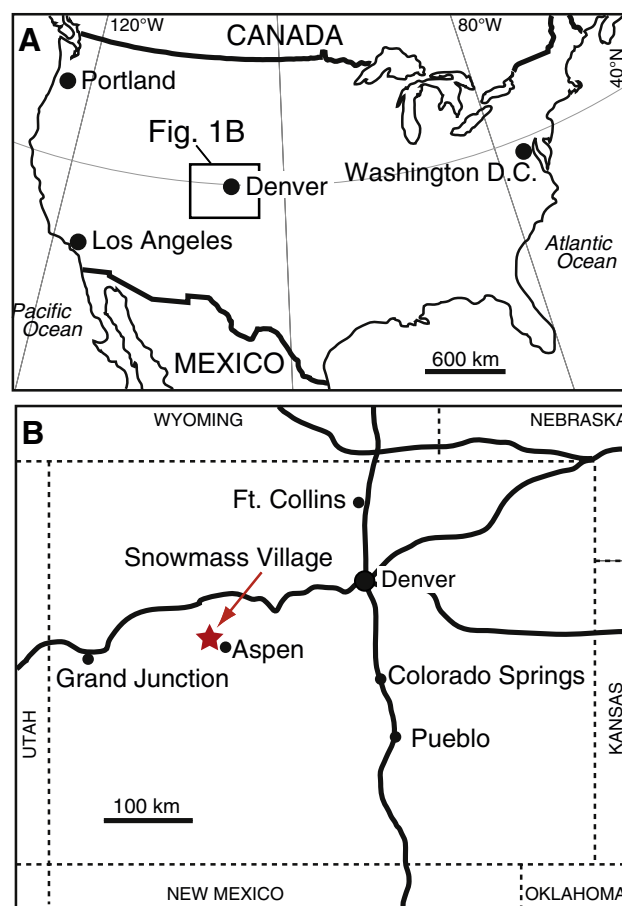 A
120°W
CANADA
80°W
40°N
Portland
Fig. 1B
Denver
Washington D.C.
Los Angeles
Atlantic
Ocean
Pacific
Ocean
MEXICO
600 km
B
WYOMING
NEBRASKA
Ft. Collins
Snowmass Village
Denver
Aspen
Grand Junction
Colorado Springs
UTAH
KANSAS
Pueblo
100 km
NEW MEXICO
OKLAHOMA